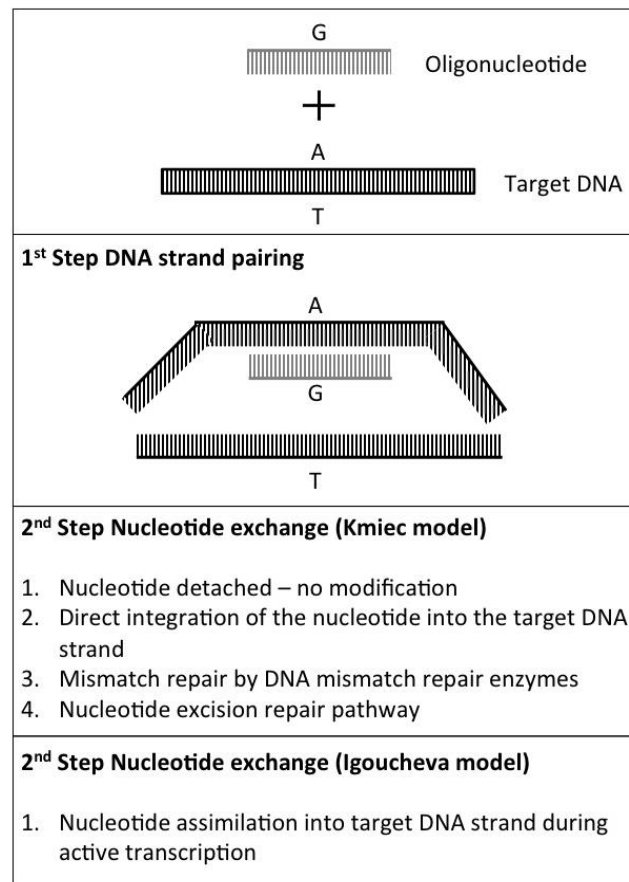 G
Oligonucleotide
+
A
Target DNA
T
1st Step DNA strand pairing
A
G
T
2nd Step Nucleotide exchange (Kmiec model)
1. Nucleotide detached – no modification
2. Direct integration of the nucleotide into the target DNA
strand
3. Mismatch repair by DNA mismatch repair enzymes
4. Nucleotide excision repair pathway
2nd Step Nucleotide exchange (Igoucheva model)
1. Nucleotide assimilation into target DNA strand during
active transcription